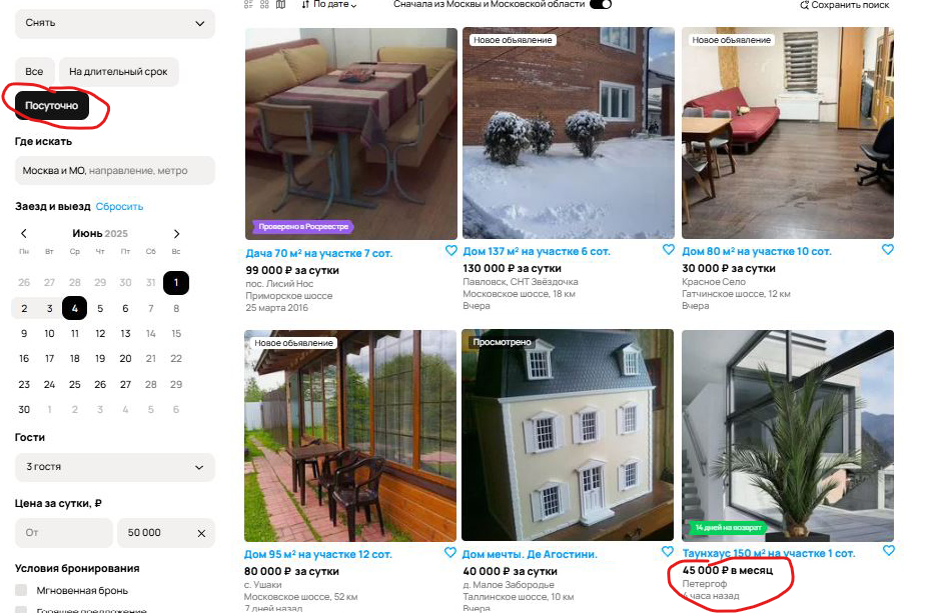 По дате
Сначала из Москвы и Московской области
Сохранить поиск
Снять
Все
На длительный срок
Посуточно
Где искать
Москва и МО, направление, метро
Заезд и выезд Сбросить
Июнь 2025
Пн Вт Ср Чт Пт Сб Вс
26 27 28 29 30 31 1
2 3 4 5 6 7 8
9 10 11 12 13 14 15
16 17 18 19 20 21 22
23 24 25 26 27 28 29
30 1 2 3 4 5 6
Гости
3 гостя
Цена за сутки, ₽
От
50 000
Условия бронирования
Мгновенная бронь
Горящее предложение
Проверено в Росреестре
Дача 70 м² на участке 7 сот.
99 000 ₽ за сутки
пос. Лисий Нос
Приморское шоссе
25 марта 2016
Новое объявление
Дом 137 м² на участке 6 сот.
130 000 ₽ за сутки
Павловск, СНТ Звёздочка
Московское шоссе, 18 км
Вчера
Новое объявление
Дом 80 м² на участке 10 сот.
30 000 ₽ за сутки
Красное Село
Гатчинское шоссе, 12 км
Вчера
Новое объявление
Дом 95 м² на участке 12 сот.
80 000 ₽ за сутки
с. Ушаки
Московское шоссе, 52 км
7 дней назад
Просмотрено
Дом мечты. Де Агостини.
40 000 ₽ за сутки
д. Малое Забородье
Таллинское шоссе, 10 км
Вчера
14 дней на возврат
Таунхаус 150 м² на участке 1 сот.
45 000 ₽ в месяц
Петергоф
4 часа назад